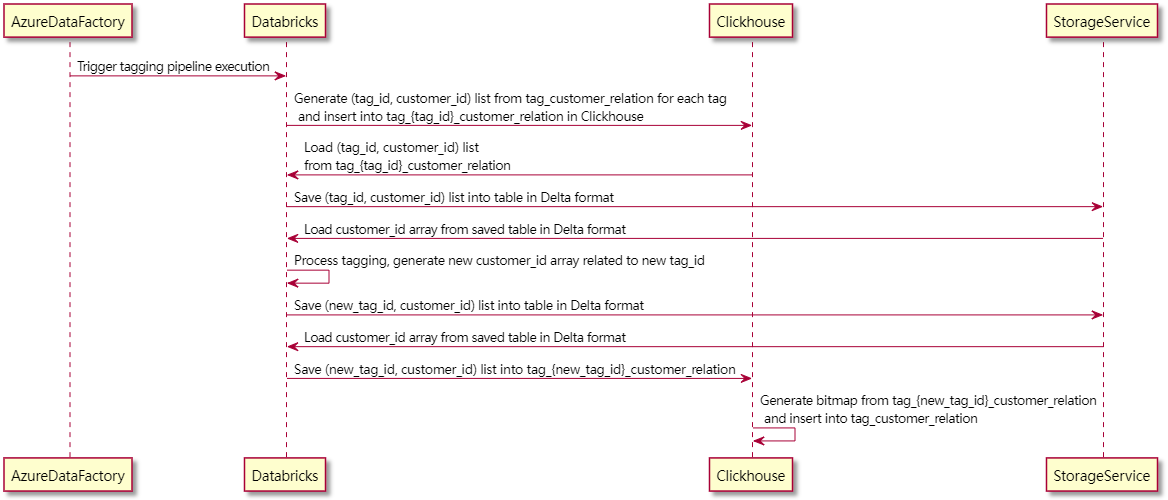 AzureDataFactory
Databricks
Clickhouse
StorageService
Trigger tagging pipeline execution
Generate (tag_id, customer_id) list from tag_customer_relation for each tag
and insert into tag_{tag_id}_customer_relation in Clickhouse
Load (tag_id, customer_id) list
from tag_{tag_id}_customer_relation
Save (tag_id, customer_id) list into table in Delta format
Load customer_id array from saved table in Delta format
Process tagging, generate new customer_id array related to new tag_id
Save (new_tag_id, customer_id) list into table in Delta format
Load customer_id array from saved table in Delta format
Save (new_tag_id, customer_id) list into tag_{new_tag_id}_customer_relation
Generate bitmap from tag_{new_tag_id}_customer_relation
and insert into tag_customer_relation
AzureDataFactory
Databricks
Clickhouse
StorageService